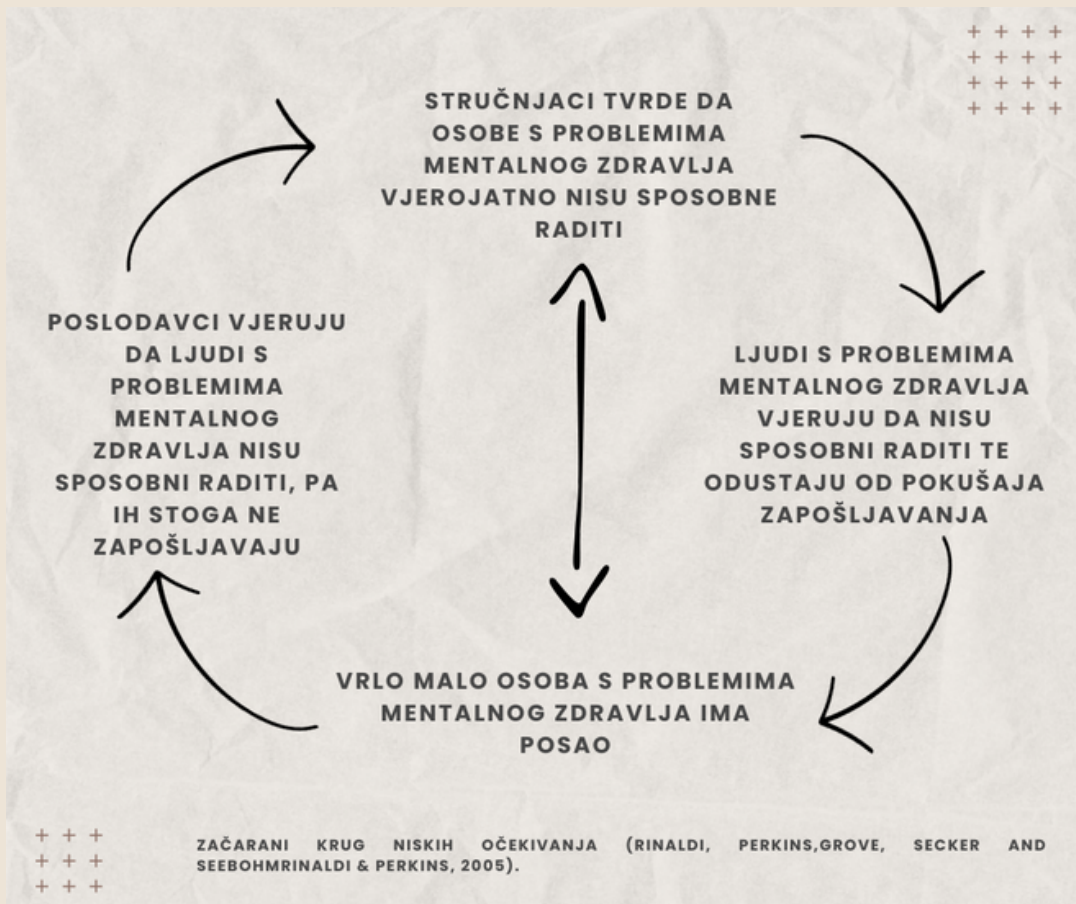 STRUČNJACI TVRDE DA
OSOBE S PROBLEMIMA
MENTALNOG ZDRAVLJA
VJEROJATNO NISU SPOSOBNE
RADITI
LJUDI S PROBLEMIMA
MENTALNOG ZDRAVLJA
VJERUJU DA NISU
SPOSOBNI RADITI TE
ODUSTAJU OD POKUŠAJA
ZAPOŠLJAVANJA
VRLO MALO OSOBA S PROBLEMIMA
MENTALNOG ZDRAVLJA IMA
POSAO
POSLODAVCI VJERUJU
DA LJUDI S
PROBLEMIMA
MENTALNOG
ZDRAVLJA NISU
SPOSOBNI RADITI, PA
IH STOGA NE
ZAPOŠLJAVAJU
ZAČARANI KRUG NISKIH OČEKIVANJA (RINALDI, PERKINS,GROVE, SECKER AND
SEEBOHMRINALDI & PERKINS, 2005).